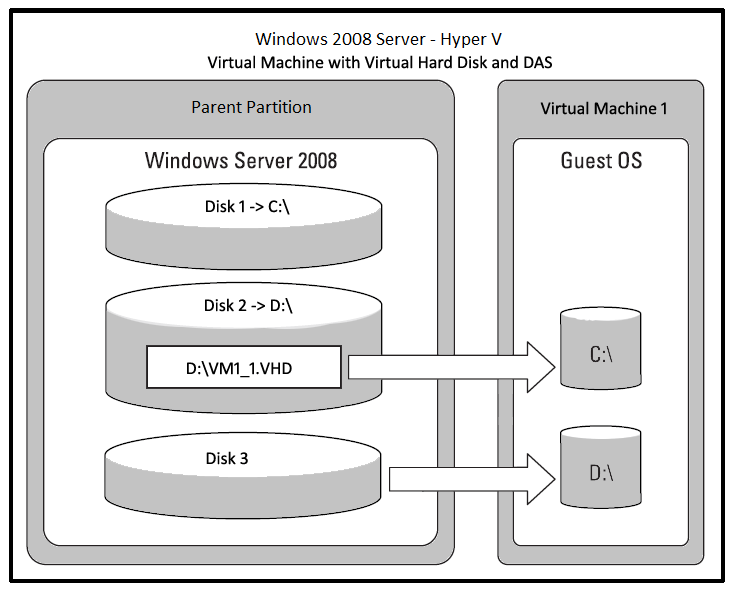 Windows 2008 Server - Hyper V
Virtual Machine with Virtual Hard Disk and DAS
Parent Partition
Windows Server 2008
Disk 1 -> C:\
Disk 2 -> D:\
D:\VM1_1.VHD
Disk 3
Virtual Machine 1
Guest OS
C:\
D:\